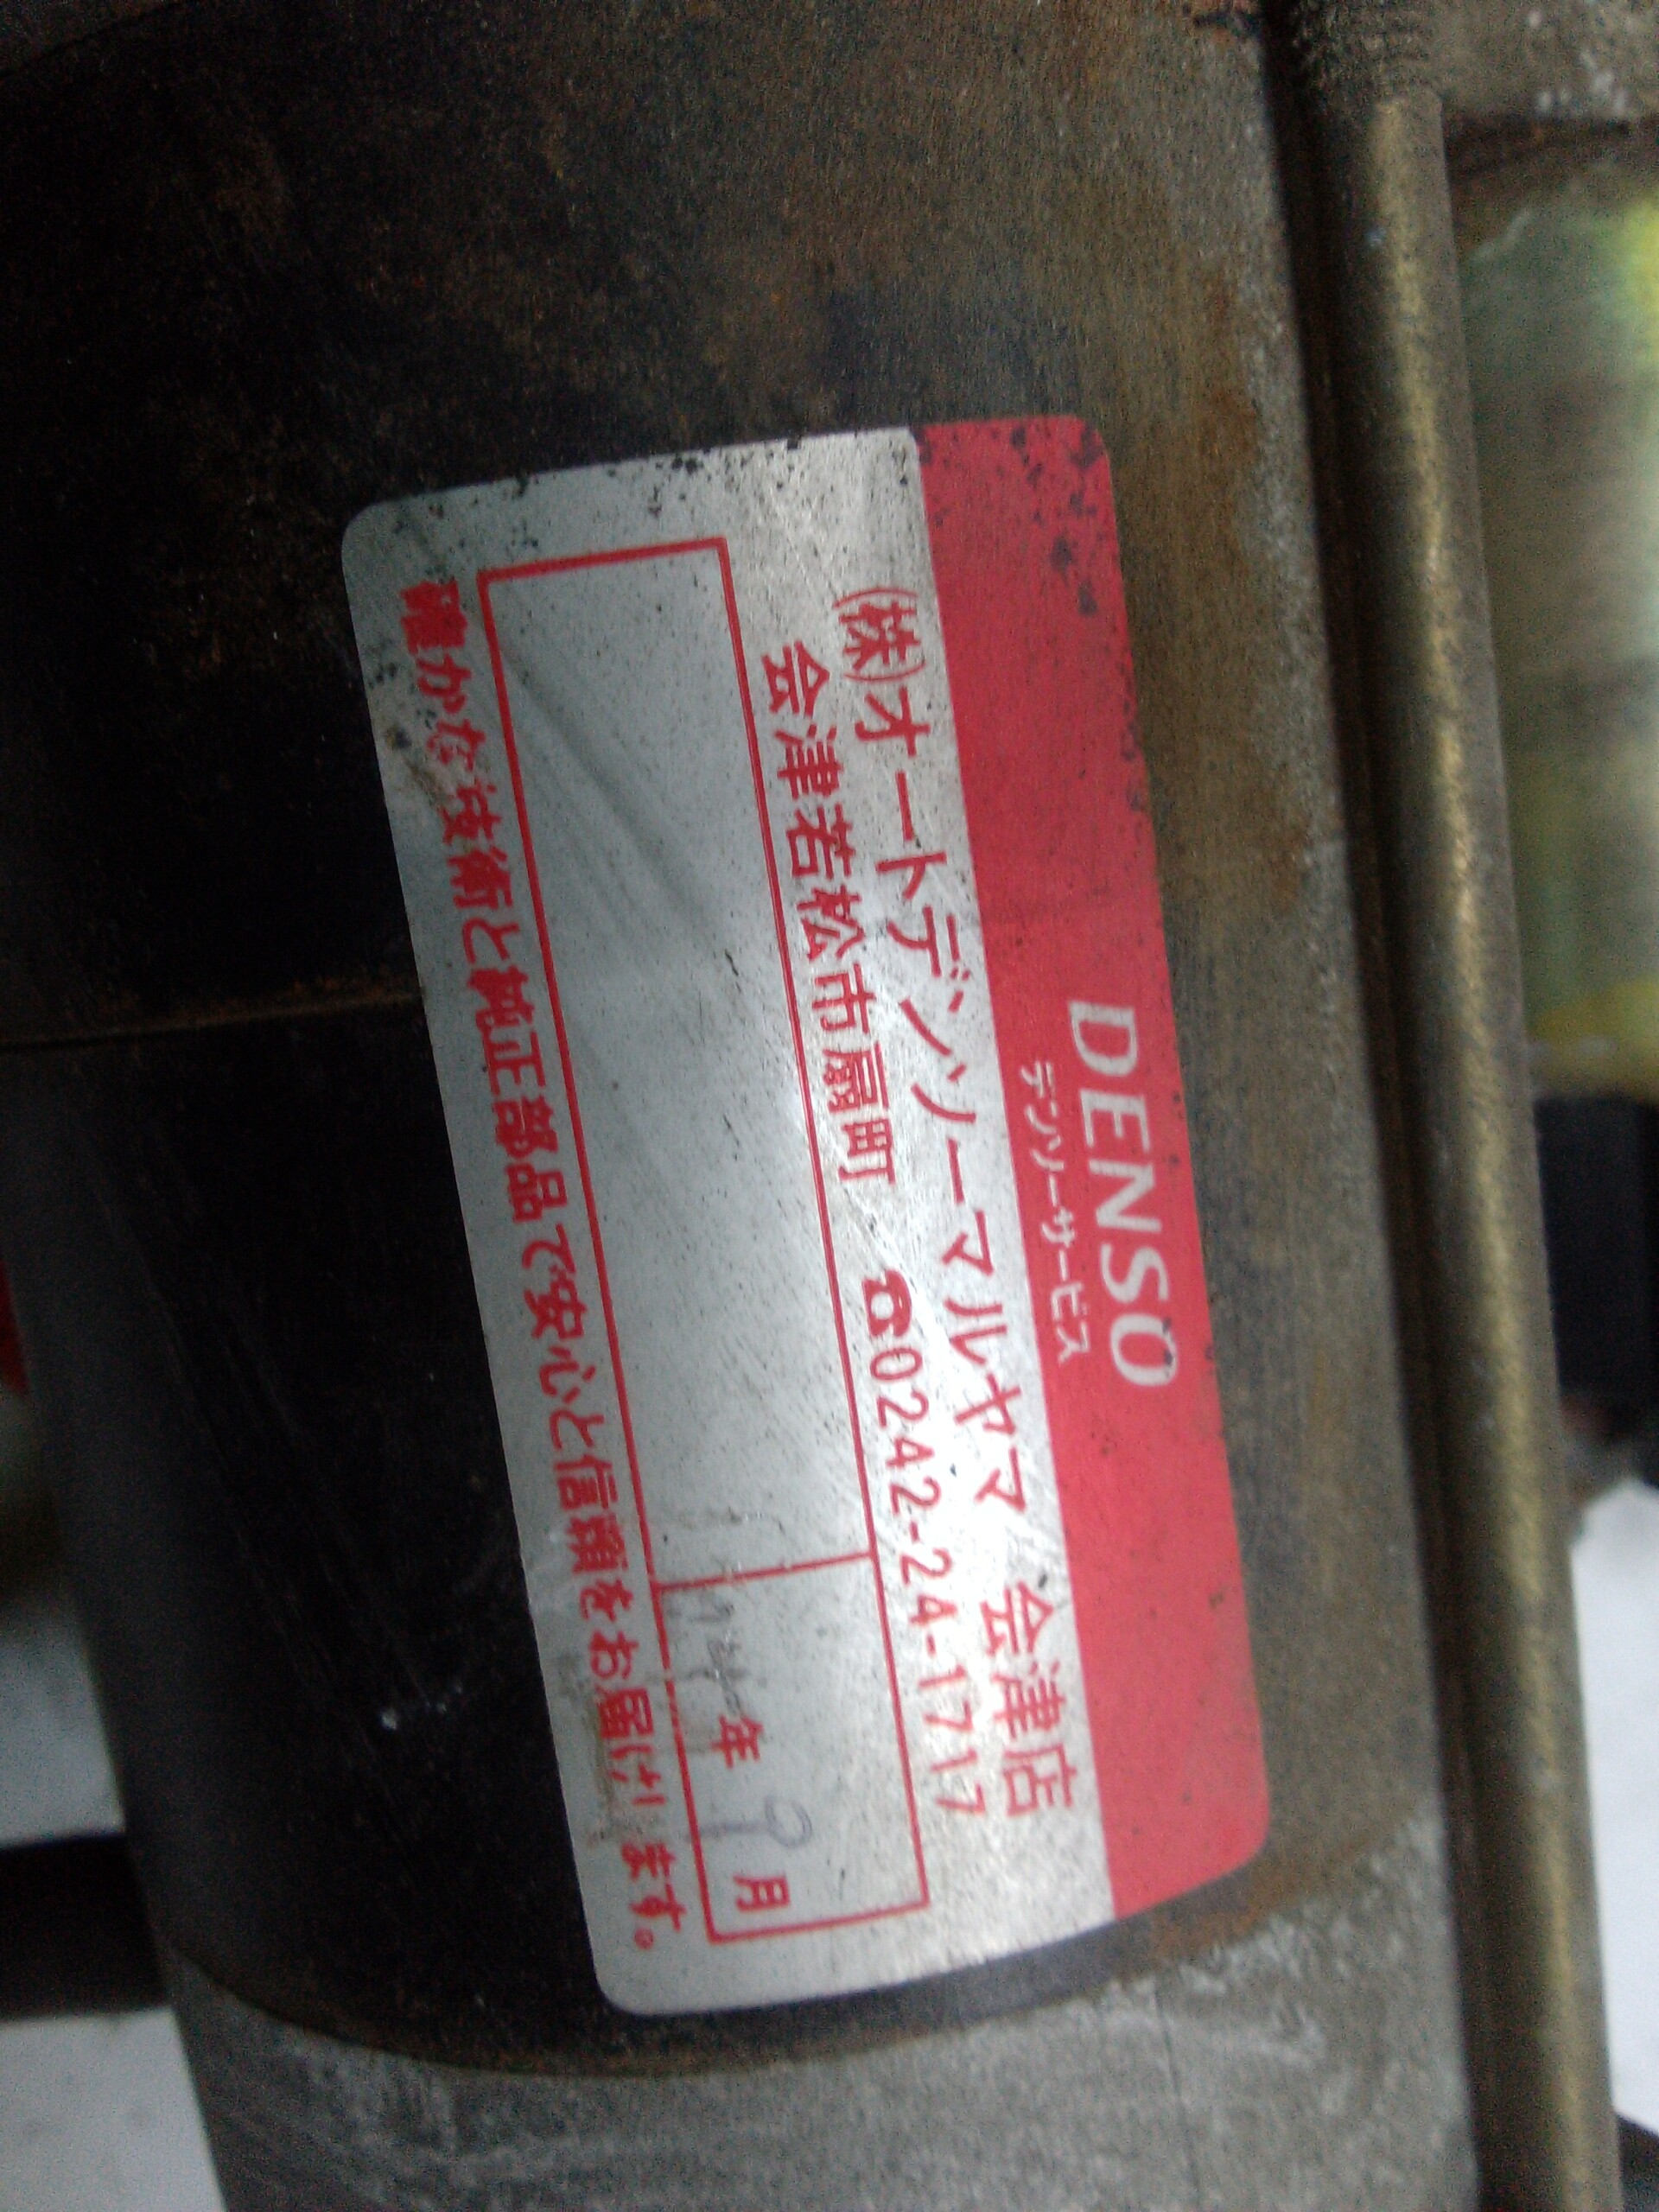 DENSO
デンソーサービス
(株)オートデンソーマルヤマ 会津店
会津若松市扇町 ☎0242-24-1717
年 9月
確かな技術と純正部品で安心と信頼をお届けします。